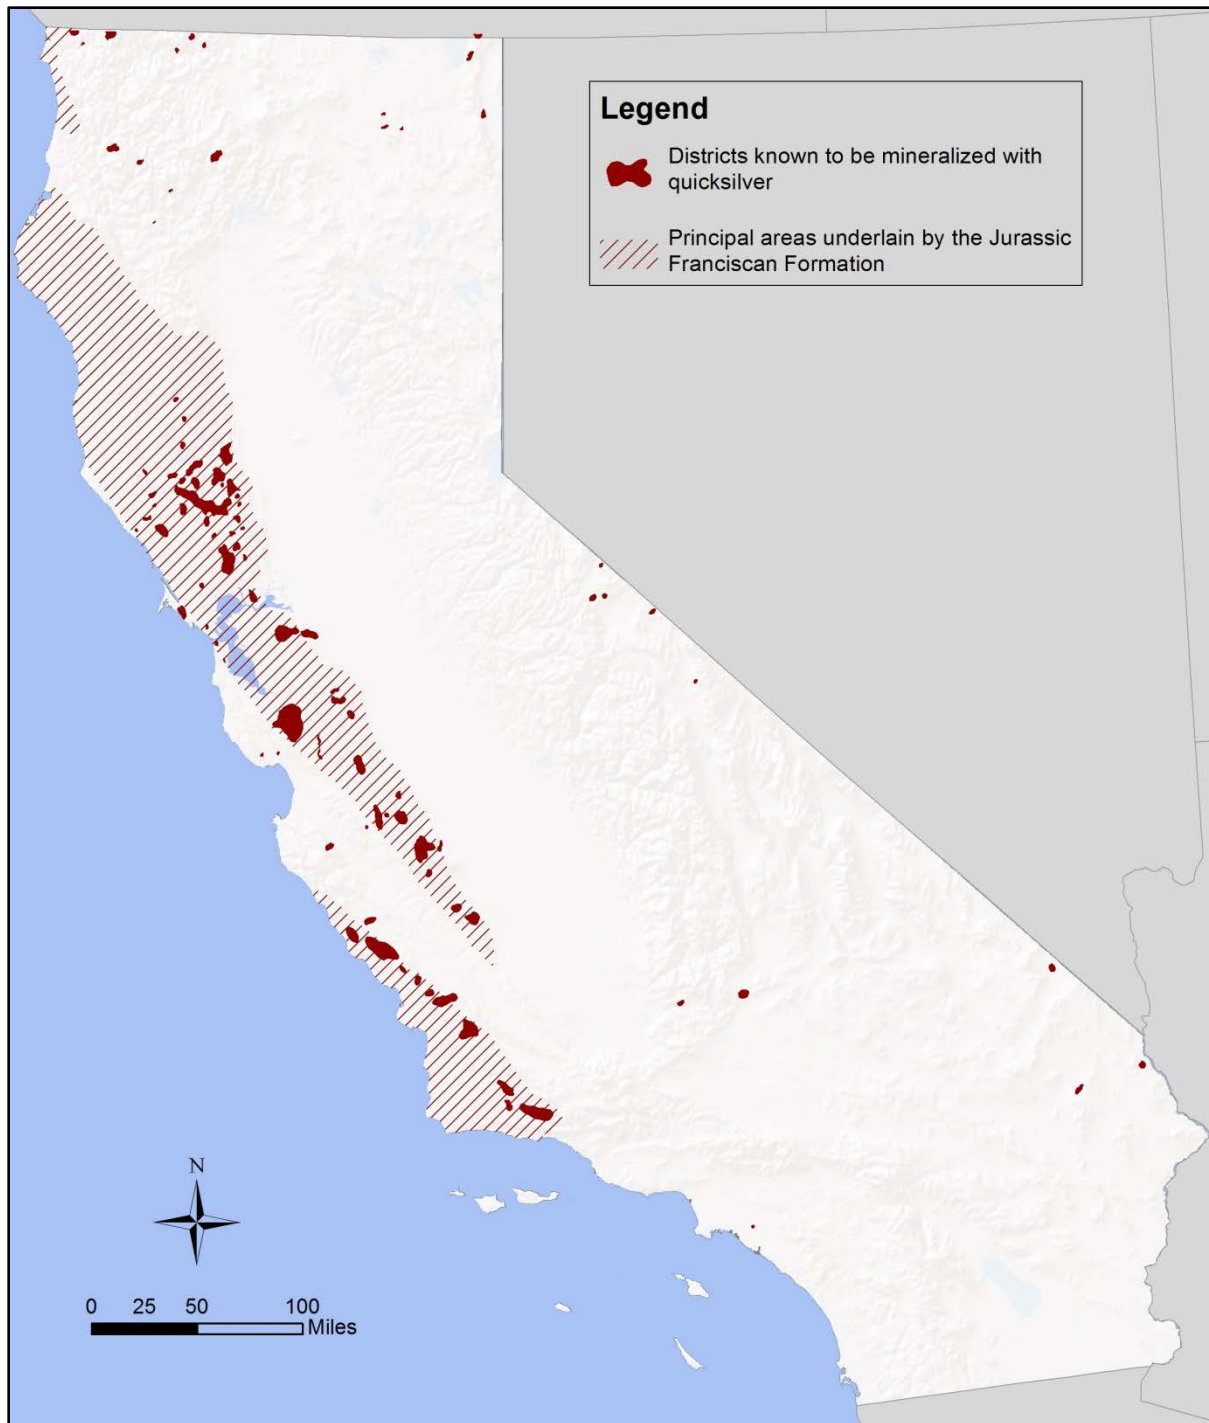 Legend
Districts known to be mineralized with
quicksilver
Principal areas underlain by the Jurassic
Franciscan Formation
N
0 25 50 100
Miles